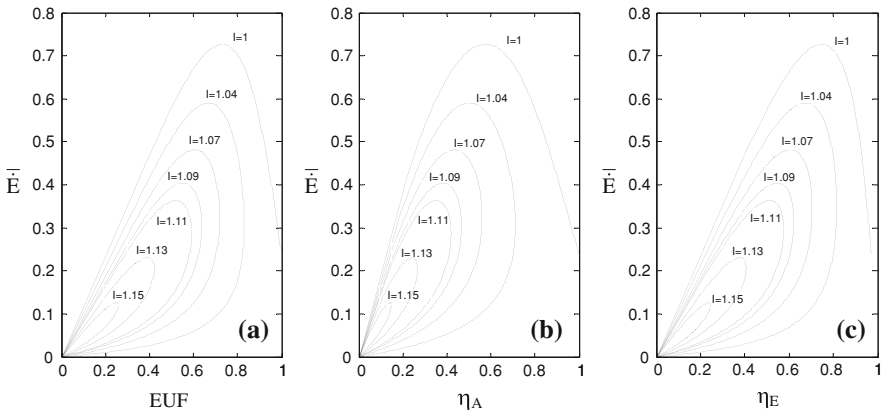 0.8
0.7
0.6
0.5
0.4
0.3
0.2
0.1
0
Ė
I=1
I=1.04
I=1.07
I=1.09
I=1.11
I=1.13
I=1.15
(a)
0 0.2 0.4 0.6 0.8 1
EUF
0.8
0.7
0.6
0.5
0.4
0.3
0.2
0.1
0
Ė
I=1
I=1.04
I=1.07
I=1.09
I=1.11
I=1.13
I=1.15
(b)
0 0.2 0.4 0.6 0.8 1
η_A
0.8
0.7
0.6
0.5
0.4
0.3
0.2
0.1
0
Ė
I=1
I=1.04
I=1.07
I=1.09
I=1.11
I=1.13
I=1.15
(c)
0 0.2 0.4 0.6 0.8 1
η_E